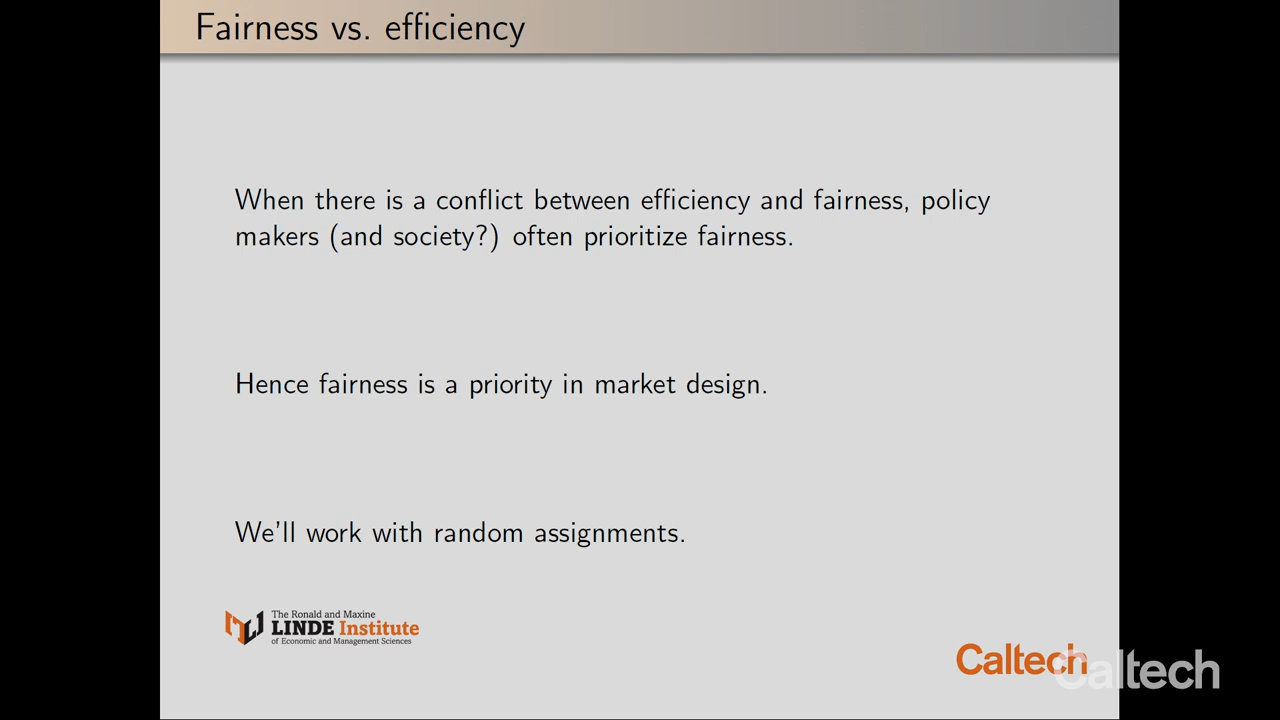 Fairness vs. efficiency
When there is a conflict between efficiency and fairness, policy
makers (and society?) often prioritize fairness.
Hence fairness is a priority in market design.
We'll work with random assignments.
The Ronald and Maxine
LINDE Institute
of Economic and Management Sciences
Caltech
Caltech